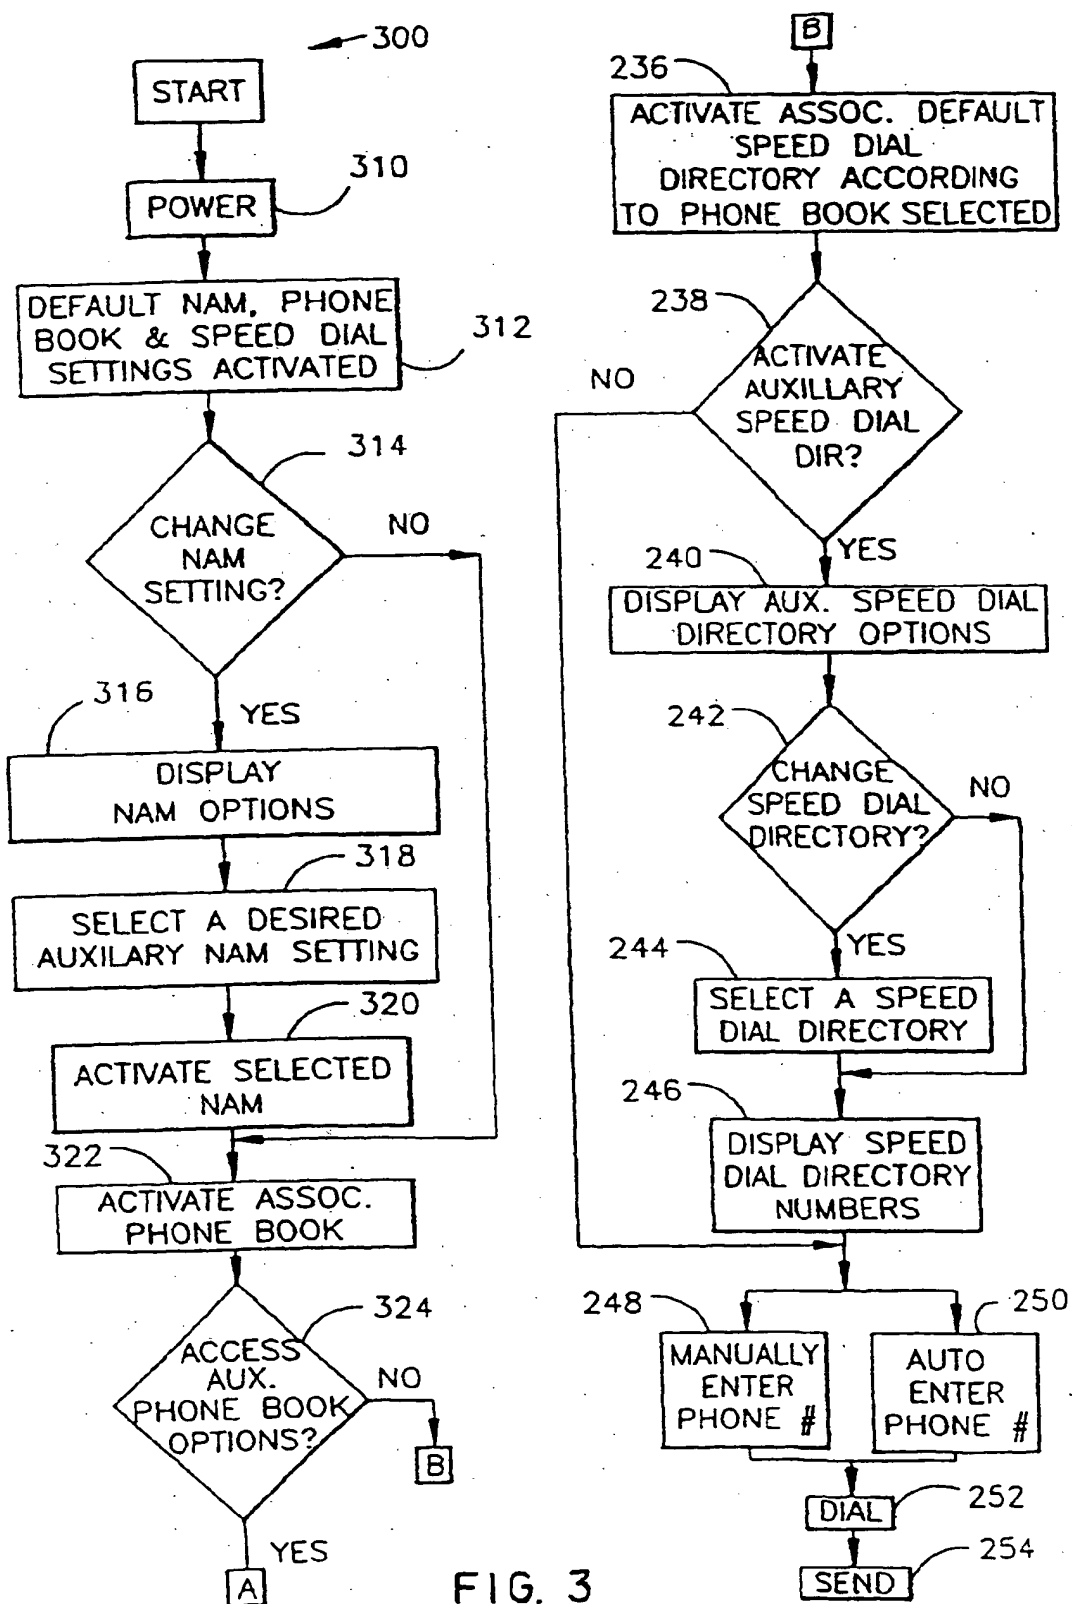 300
START
310
POWER
DEFAULT NAM, PHONE
BOOK & SPEED DIAL
SETTINGS ACTIVATED
312
314
CHANGE
NAM
SETTING?
NO
YES
316
DISPLAY
NAM OPTIONS
318
SELECT A DESIRED
AUXILARY NAM SETTING
320
ACTIVATE SELECTED
NAM
322
ACTIVATE ASSOC.
PHONE BOOK
324
ACCESS
AUX.
PHONE BOOK
OPTIONS?
NO
B
YES
A
B
236
ACTIVATE ASSOC. DEFAULT
SPEED DIAL
DIRECTORY ACCORDING
TO PHONE BOOK SELECTED
238
ACTIVATE
AUXILLARY
SPEED DIAL
DIR?
NO
YES
240
DISPLAY AUX. SPEED DIAL
DIRECTORY OPTIONS
242
CHANGE
SPEED DIAL
DIRECTORY?
NO
YES
244
SELECT A SPEED
DIAL DIRECTORY
246
DISPLAY SPEED
DIAL DIRECTORY
NUMBERS
248
MANUALLY
ENTER
PHONE #
250
AUTO
ENTER
PHONE #
DIAL
252
SEND
254
FIG. 3